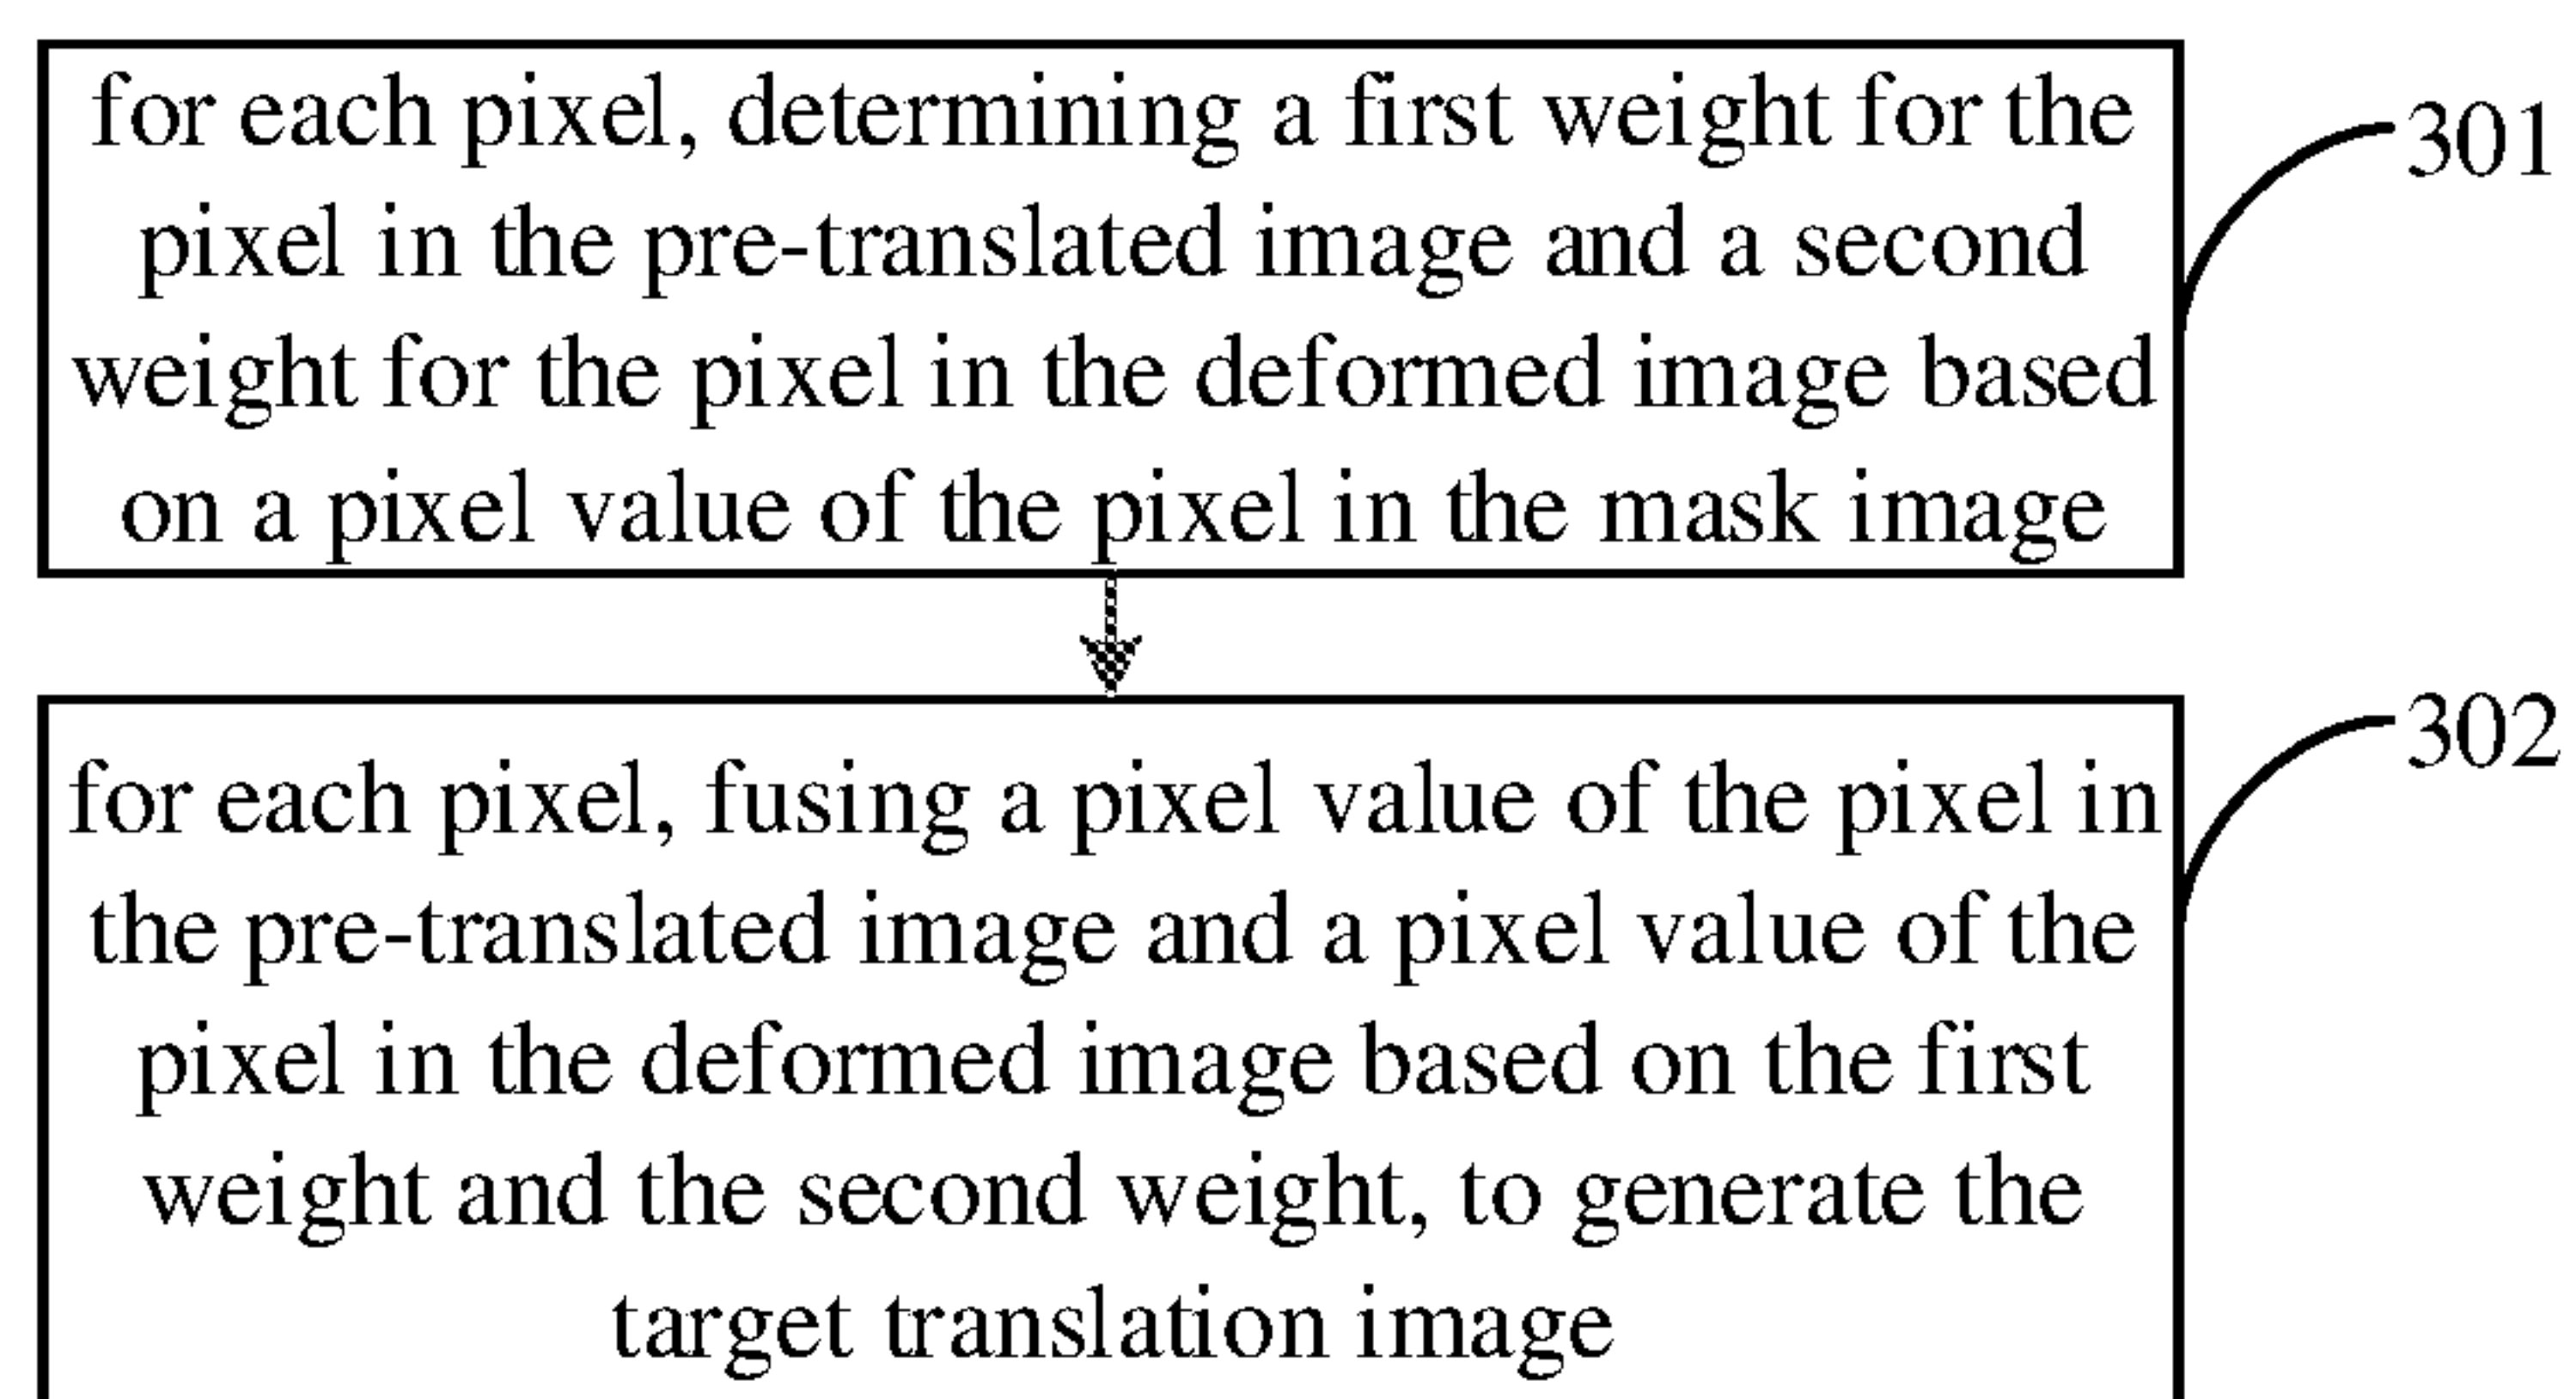 for each pixel, determining a first weight for the
pixel in the pre-translated image and a second
weight for the pixel in the deformed image based
on a pixel value of the pixel in the mask image
301
for each pixel, fusing a pixel value of the pixel in
the pre-translated image and a pixel value of the
pixel in the deformed image based on the first
weight and the second weight, to generate the
target translation image
302